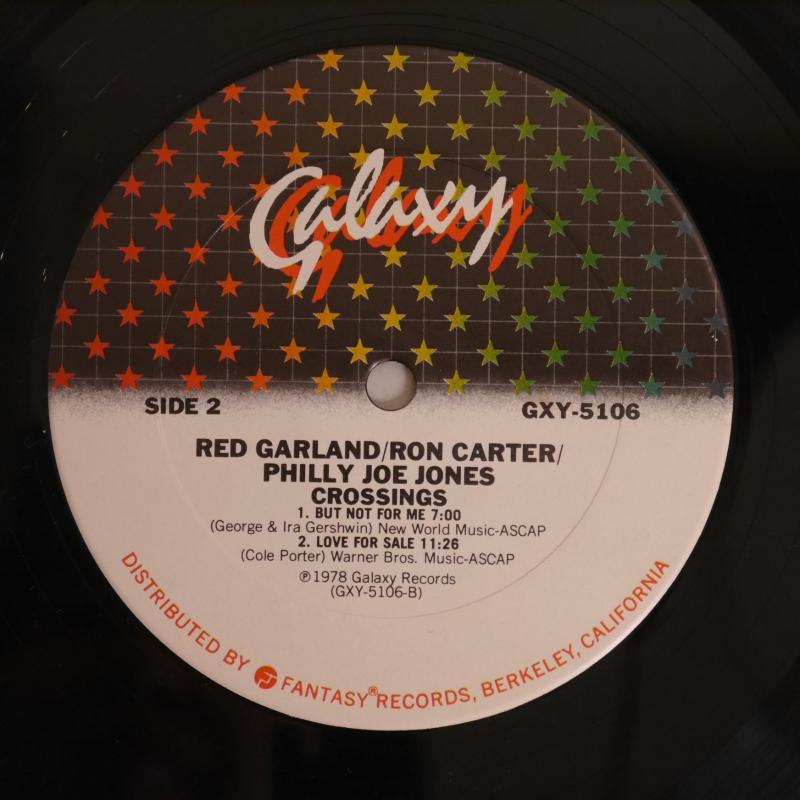 Galaxy
SIDE 2
GXY-5106
RED GARLAND/RON CARTER/
PHILLY JOE JONES
CROSSINGS
1. BUT NOT FOR ME 7:00
(George & Ira Gershwin) New World Music-ASCAP
2. LOVE FOR SALE 11:26
(Cole Porter) Warner Bros. Music-ASCAP
℗ 1978 Galaxy Records
(GXY-5106-B)
DISTRIBUTED BY FANTASY® RECORDS, BERKELEY, CALIFORNIA